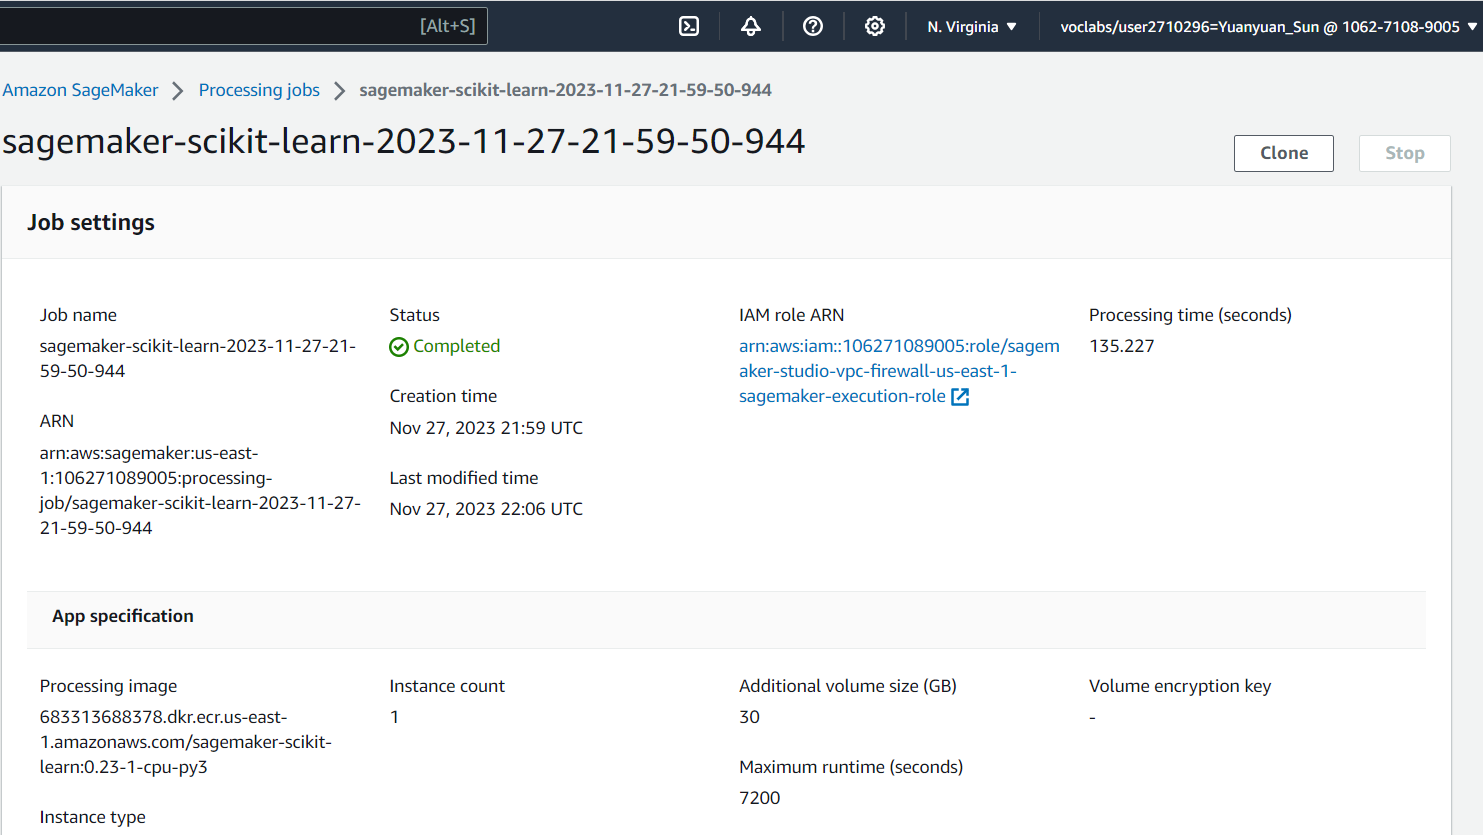 [Alt+S]
N. Virginia
voclabs/user2710296=Yuanyuan_Sun @ 1062-7108-9005
Amazon SageMaker
Processing jobs
sagemaker-scikit-learn-2023-11-27-21-59-50-944
sagemaker-scikit-learn-2023-11-27-21-59-50-944
Clone
Stop
Job settings
Job name
sagemaker-scikit-learn-2023-11-27-21-
59-50-944
ARN
arn:aws:sagemaker:us-east-
1:106271089005:processing-
job/sagemaker-scikit-learn-2023-11-27-
21-59-50-944
Status
Completed
Creation time
Nov 27, 2023 21:59 UTC
Last modified time
Nov 27, 2023 22:06 UTC
IAM role ARN
arn:aws:iam::106271089005:role/sagem
aker-studio-vpc-firewall-us-east-1-
sagemaker-execution-role
Processing time (seconds)
135.227
App specification
Processing image
683313688378.dkr.ecr.us-east-
1.amazonaws.com/sagemaker-scikit-
learn:0.23-1-cpu-py3
Instance type
Instance count
1
Additional volume size (GB)
30
Maximum runtime (seconds)
7200
Volume encryption key
-